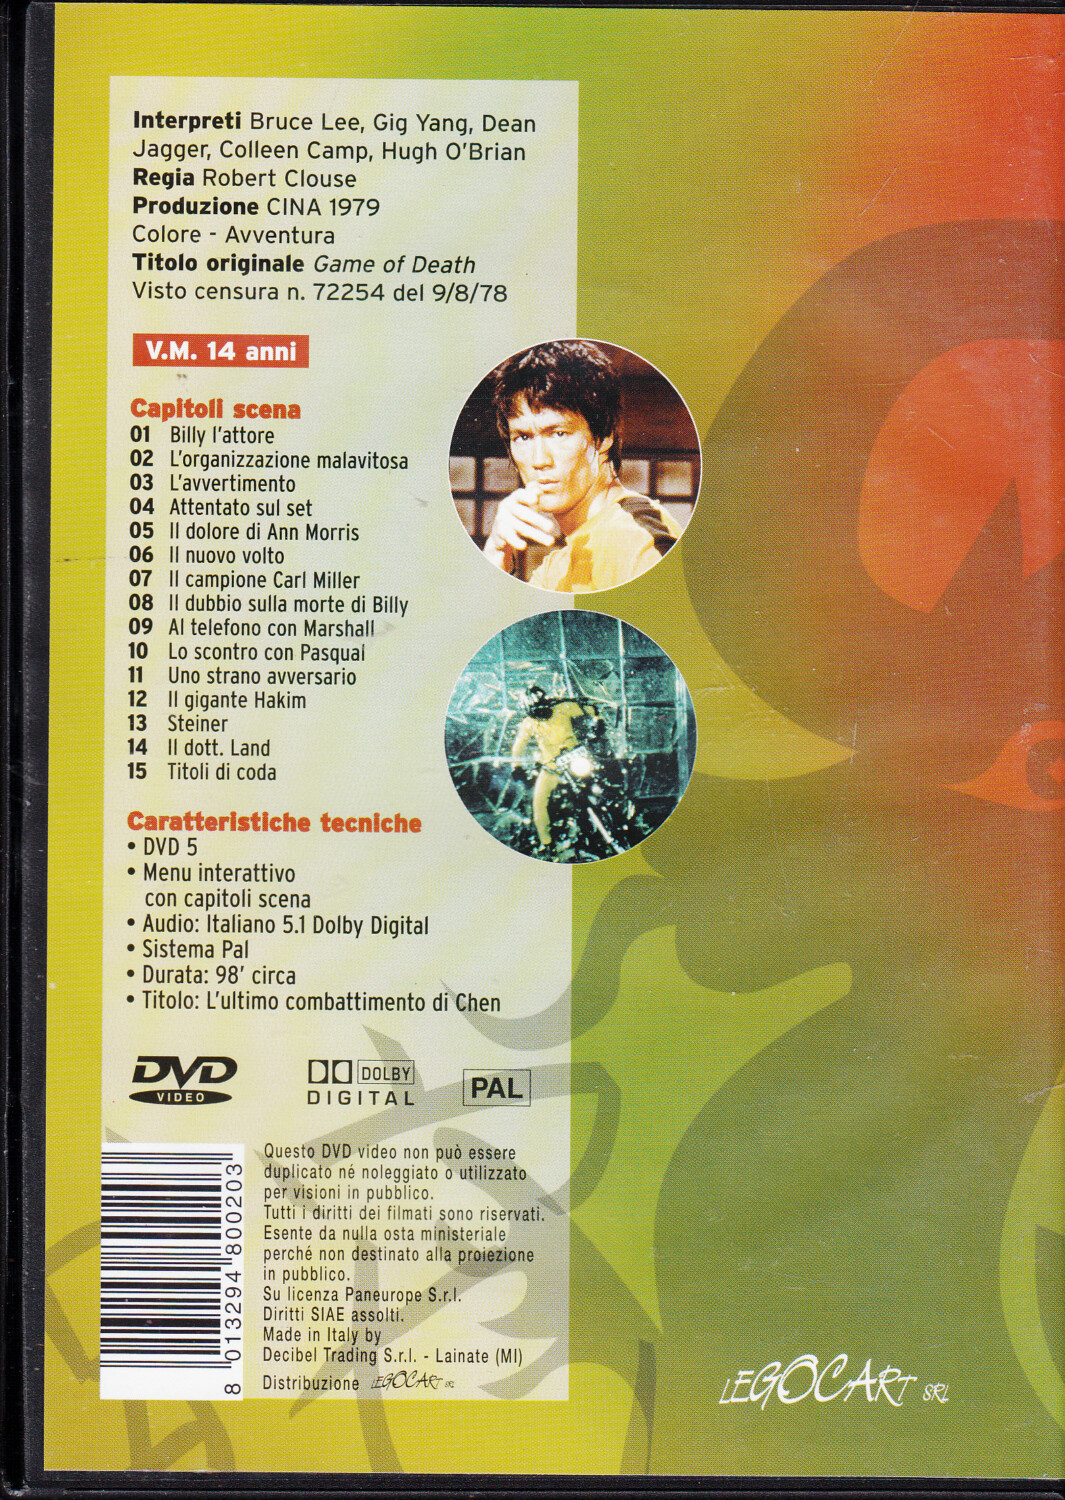 Interpreti Bruce Lee, Gig Yang, Dean
Jagger, Colleen Camp, Hugh O'Brian
Regia Robert Clouse
Produzione CINA 1979
Colore - Avventura
Titolo originale Game of Death
Visto censura n. 72254 del 9/8/78
V.M. 14 anni
Capitoli scena
01 Billy l'attore
02 L'organizzazione malavitosa
03 L'avvertimento
04 Attentato sul set
05 Il dolore di Ann Morris
06 Il nuovo volto
07 Il campione Carl Miller
08 Il dubbio sulla morte di Billy
09 Al telefono con Marshall
10 Lo scontro con Pasqual
11 Uno strano avversario
12 Il gigante Hakim
13 Steiner
14 Il dott. Land
15 Titoli di coda
Caratteristiche tecniche
• DVD 5
• Menu interattivo
con capitoli scena
• Audio: Italiano 5.1 Dolby Digital
• Sistema Pal
• Durata: 98' circa
• Titolo: L'ultimo combattimento di Chen
DVD
VIDEO
DOLBY
DIGITAL
PAL
8 013294 800203
Questo DVD video non può essere
duplicato né noleggiato o utilizzato
per visioni in pubblico.
Tutti i diritti dei filmati sono riservati.
Esente da nulla osta ministeriale
perché non destinato alla proiezione
in pubblico.
Su licenza Paneurope S.r.l.
Diritti SIAE assolti.
Made in Italy by
Decibel Trading S.r.l. - Lainate (MI)
Distribuzione LEGOCART SRL
LEGOCART SRL